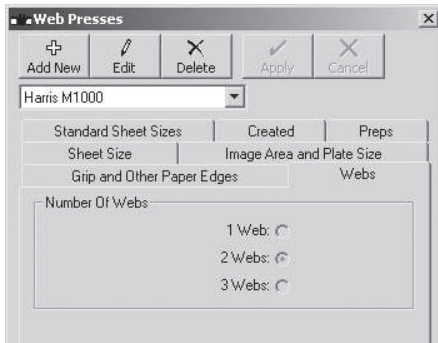 Web Presses
Add New Edit Delete Apply Cancel
Harris M1000
Standard Sheet Sizes Created Preps
Sheet Size Image Area and Plate Size
Grip and Other Paper Edges Webs
Number Of Webs
1 Web:
2 Webs:
3 Webs: